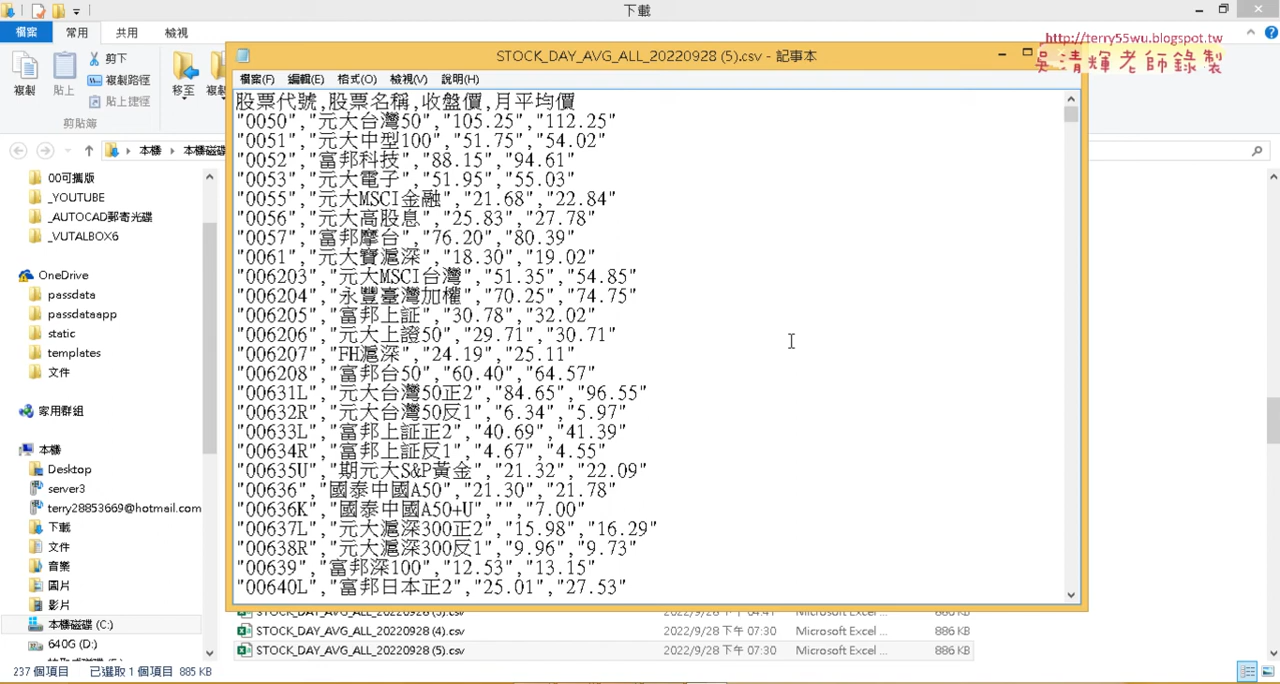 下載
檔案 常用 共用 檢視
http://terry55wu.blogspot.tw
吳清輝老師錄製
複製
貼上
剪下
複製路徑
貼上捷徑
剪貼簿
移至
本機
00可攜版
_YOUTUBE
_AUTOCAD郵寄光碟
_VUTALBOX6
OneDrive
passdata
passdataapp
static
templates
文件
家用群組
本機
Desktop
server3
terry28853669@hotmail.com
下載
文件
音樂
圖片
影片
本機磁碟 (C:)
640G (D:)
STOCK_DAY_AVG_ALL_20220928 (5).csv - 記事本
檔案(F) 編輯(E) 格式(O) 檢視(V) 說明(H)
股票代號,股票名稱,收盤價,月平均價
"0050","元大台灣50","105.25","112.25"
"0051","元大中型100","51.75","54.02"
"0052","富邦科技","88.15","94.61"
"0053","元大電子","51.95","55.03"
"0055","元大MSCI金融","21.68","22.84"
"0056","元大高股息","25.83","27.78"
"0057","富邦摩台","76.20","80.39"
"0061","元大寶滬深","18.30","19.02"
"006203","元大MSCI台灣","51.35","54.85"
"006204","永豐臺灣加權","70.25","74.75"
"006205","富邦上証","30.78","32.02"
"006206","元大上證50","29.71","30.71"
"006207","FH滬深","24.19","25.11"
"006208","富邦台50","60.40","64.57"
"00631L","元大台灣50正2","84.65","96.55"
"00632R","元大台灣50反1","6.34","5.97"
"00633L","富邦上証正2","40.69","41.39"
"00634R","富邦上証反1","4.67","4.55"
"00635U","期元大S&P黃金","21.32","22.09"
"00636","國泰中國A50","21.30","21.78"
"00636K","國泰中國A50+U","","7.00"
"00637L","元大滬深300正2","15.98","16.29"
"00638R","元大滬深300反1","9.96","9.73"
"00639","富邦深100","12.53","13.15"
"00640L","富邦日本正2","25.01","27.53"
STOCK_DAY_AVG_ALL_20220928 (4).csv 2022/9/28 下午 07:30 Microsoft Excel ... 886 KB
STOCK_DAY_AVG_ALL_20220928 (5).csv 2022/9/28 下午 07:30 Microsoft Excel ... 886 KB
237 個項目 已選取 1 個項目 885 KB